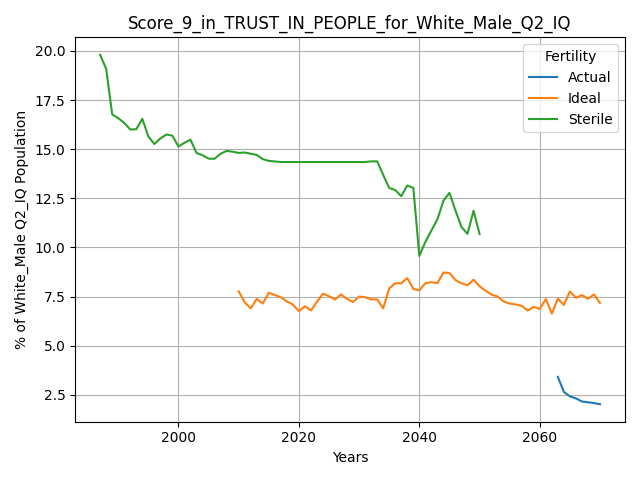 Score_9_in_TRUST_IN_PEOPLE_for_White_Male_Q2_IQ
Fertility
Actual
Ideal
Sterile
% of White_Male Q2_IQ Population
20.0
17.5
15.0
12.5
10.0
7.5
5.0
2.5
2000
2020
2040
2060
Years